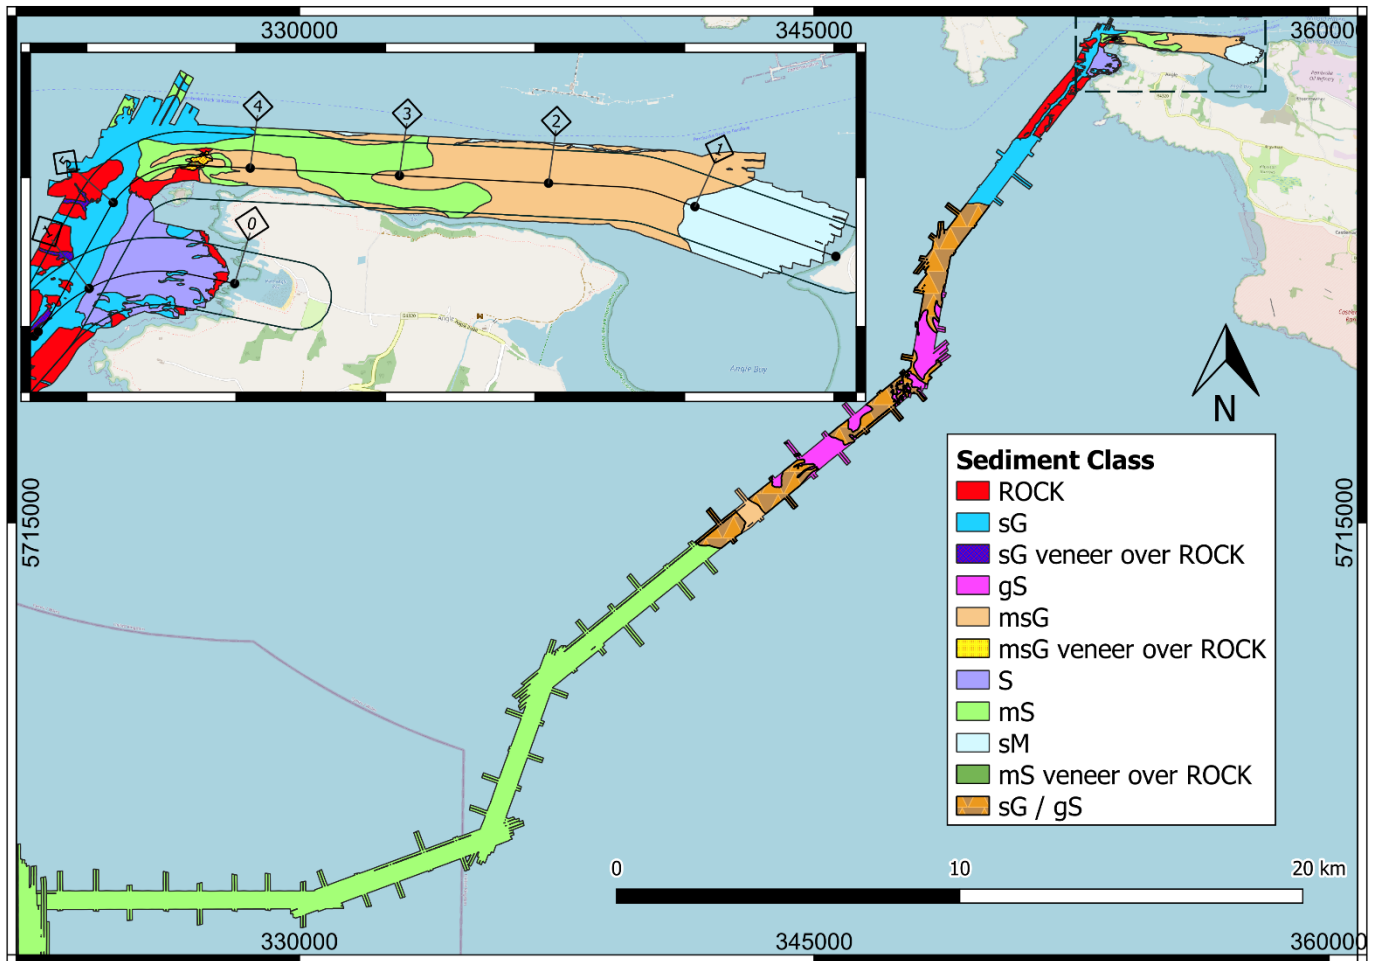 330000
345000
360000
4
3
2
1
0
5715000
5715000
N
Sediment Class
ROCK
sG
sG veneer over ROCK
gS
msG
msG veneer over ROCK
S
mS
sM
mS veneer over ROCK
sG / gS
0
10
20 km
330000
345000
360000